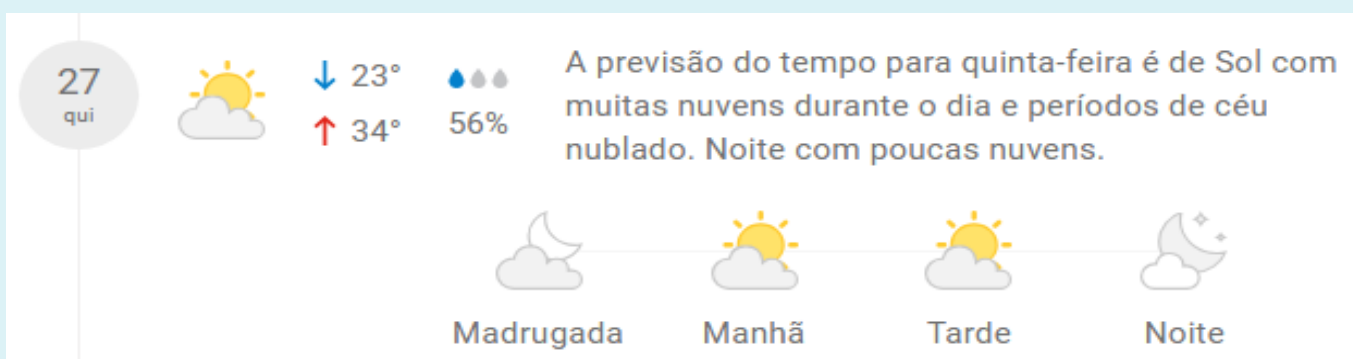 27
qui
↓ 23°
↑ 34°
56%
A previsão do tempo para quinta-feira é de Sol com
muitas nuvens durante o dia e períodos de céu
nublado. Noite com poucas nuvens.
Madrugada Manhã Tarde Noite